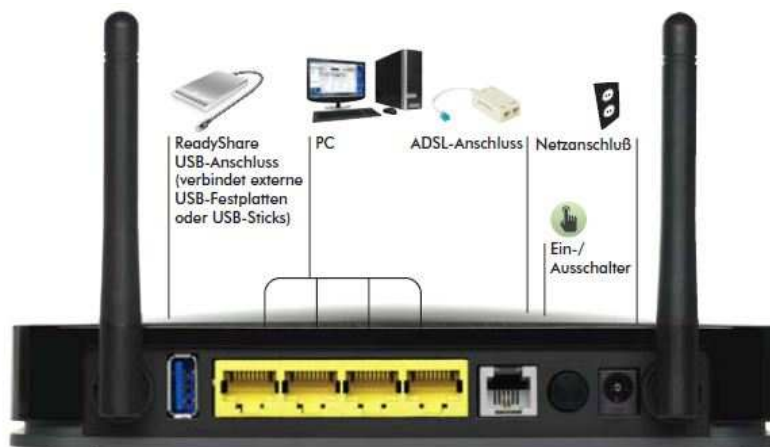 ReadyShare
USB-Anschluss
(verbindet externe
USB-Festplatten
oder USB-Sticks)
PC
ADSL-Anschluss
Netzanschluß
Ein-/
Ausschalter